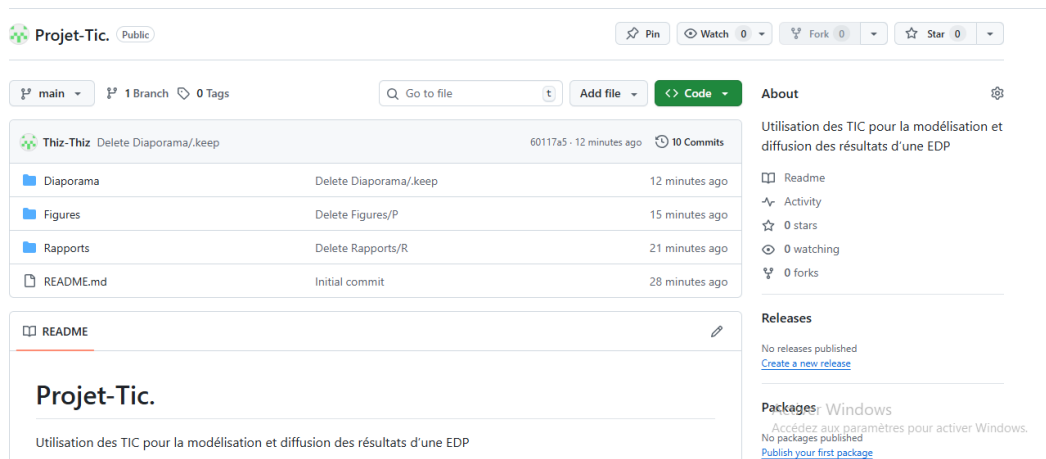 Projet-Tic. Public Pin Watch 0 Fork 0 Star 0
main 1 Branch 0 Tags Go to file t Add file Code
Thiz-Thiz Delete Diaporama/.keep 60117a5 · 12 minutes ago 10 Commits
Diaporama Delete Diaporama/.keep 12 minutes ago
Figures Delete Figures/P 15 minutes ago
Rapports Delete Rapports/R 21 minutes ago
README.md Initial commit 28 minutes ago
README
Projet-Tic.
Utilisation des TIC pour la modélisation et diffusion des résultats d'une EDP
About
Utilisation des TIC pour la modélisation et
diffusion des résultats d'une EDP
Readme
Activity
0 stars
0 watching
0 forks
Releases
No releases published
Create a new release
Packages
Activer Windows
Accédez aux paramètres pour activer Windows.
No packages published
Publish your first package